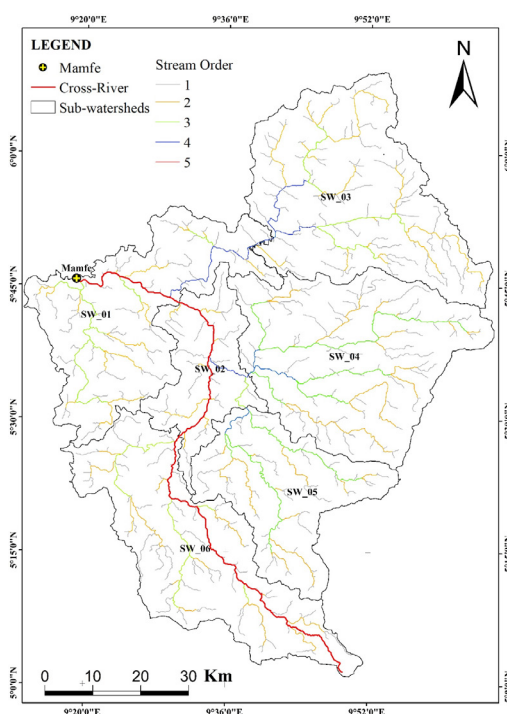 9°20'0"E 9°36'0"E 9°52'0"E
LEGEND
Mamfe
Cross-River
Sub-watersheds
Stream Order
1
2
3
4
5
N
6°0'0"N
SW_03
Mamfe
5°45'0"N
SW_01
SW_04
SW_02
5°30'0"N
SW_05
5°15'0"N
SW_06
0 10 20 30 Km
5°0'0"N
9°20'0"E 9°36'0"E 9°52'0"E